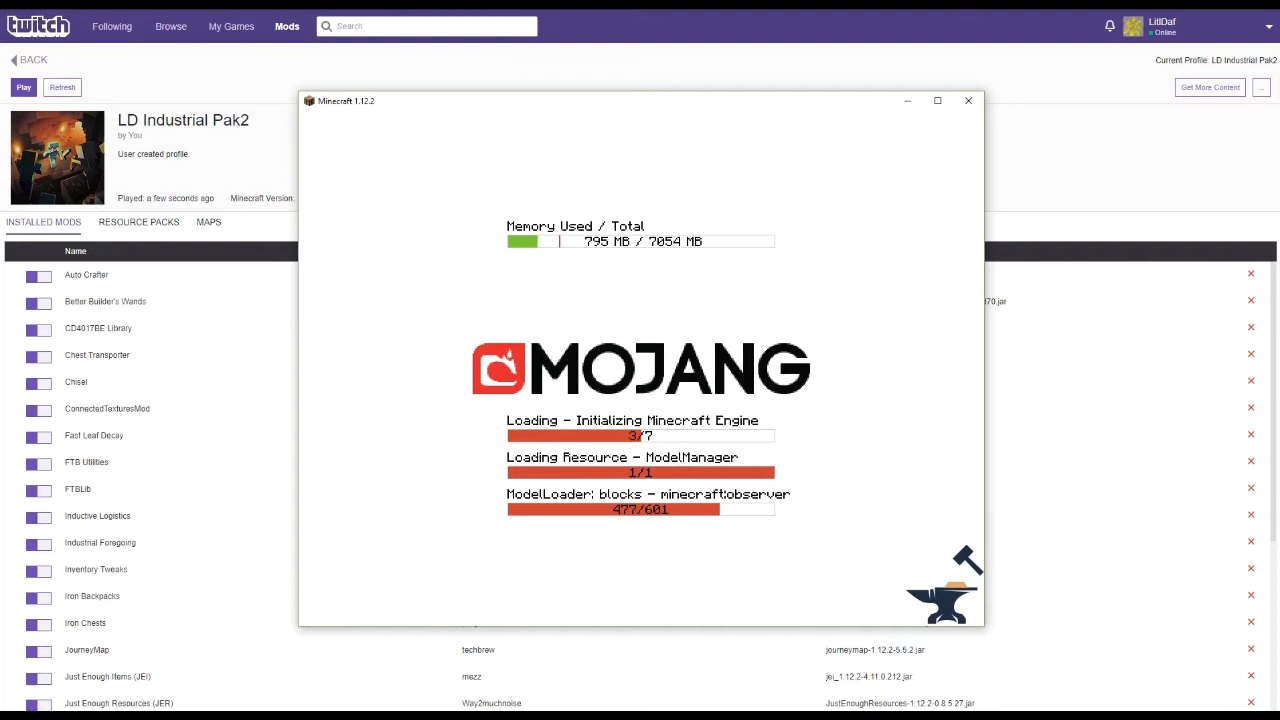 twitch Following Browse My Games Mods Search LitlDaf
Online
BACK Current Profile: LD Industrial Pak2
Play Refresh Get More Content ...
LD Industrial Pak2
by You
User created profile.
Played: a few seconds ago Minecraft Version:
INSTALLED MODS RESOURCE PACKS MAPS
Name
Auto Crafter
Better Builder's Wands
CD4017BE Library
Chest Transporter
Chisel
ConnectedTexturesMod
Fast Leaf Decay
FTB Utilities
FTBLib
Inductive Logistics
Industrial Foregoing
Inventory Tweaks
Iron Backpacks
Iron Chests
JourneyMap techbrew journeymap-1.12.2-5.5.2.jar
Just Enough Items (JEI) mezz jei_1.12.2-4.11.0.212.jar
Just Enough Resources (JER) Way2muchnoise JustEnoughResources-1.12.2-0.8.5.27.jar
Minecraft 1.12.2
Memory Used / Total
795 MB / 7054 MB
MOJANG
Loading - Initializing Minecraft Engine
3/7
Loading Resource - ModelManager
1/1
ModelLoader: blocks - minecraft:observer
477/601